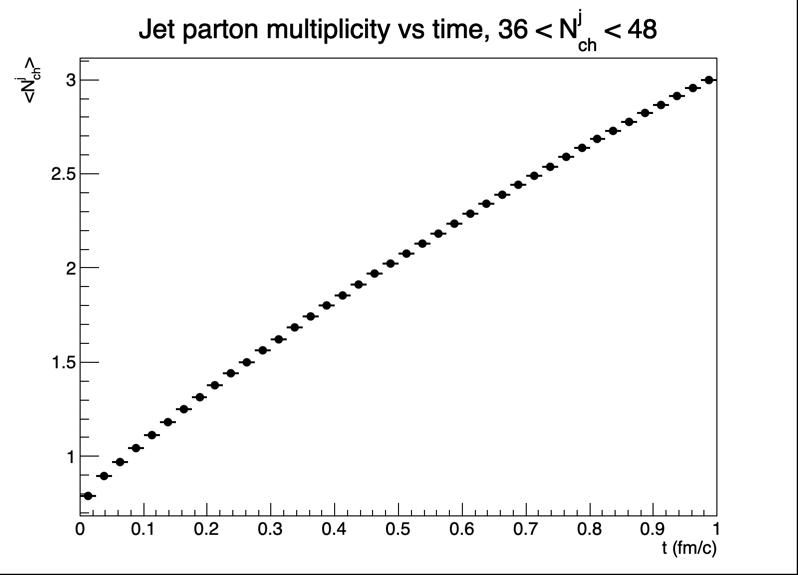 Jet parton multiplicity vs time, 36 < N^j_ch < 48
<N^j_ch>
3
2.5
2
1.5
1
0 0.1 0.2 0.3 0.4 0.5 0.6 0.7 0.8 0.9 1
t (fm/c)